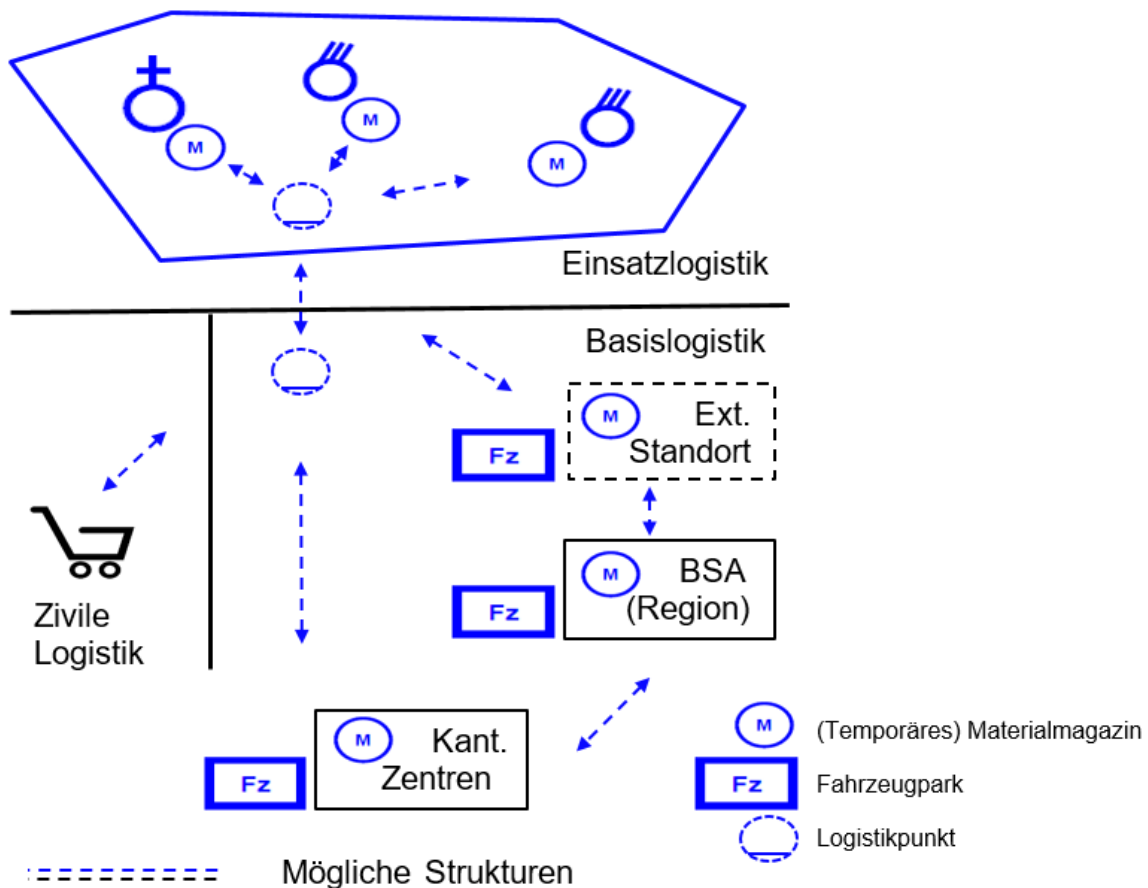 M
M
M
Einsatzlogistik
Basislogistik
M Ext.
Fz Standort
M BSA
Fz (Region)
Zivile
Logistik
M Kant.
Fz Zentren
M (Temporäres) Materialmagazin
Fz Fahrzeugpark
Logistikpunkt
Mögliche Strukturen